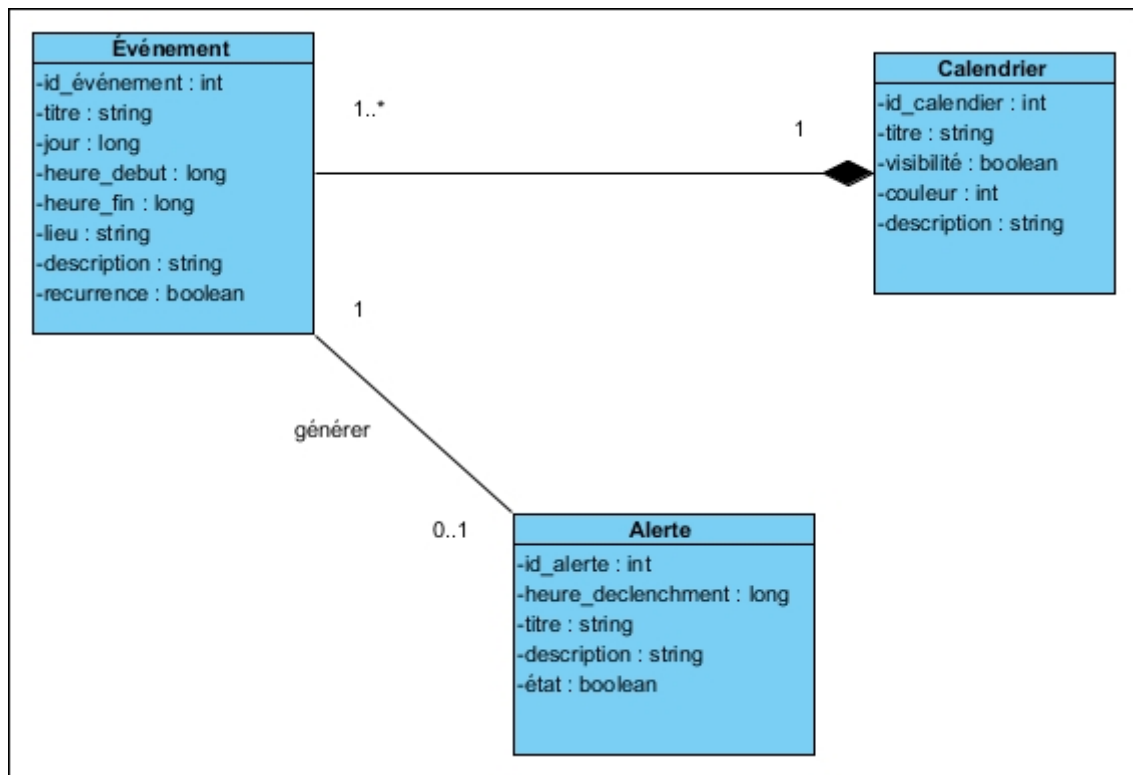 Événement
-id_événement : int
-titre : string
-jour : long
-heure_debut : long
-heure_fin : long
-lieu : string
-description : string
-recurrence : boolean
1..*
1
Calendrier
-id_calendier : int
-titre : string
-visibilité : boolean
-couleur : int
-description : string
1
générer
0..1
Alerte
-id_alerte : int
-heure_declenchment : long
-titre : string
-description : string
-état : boolean